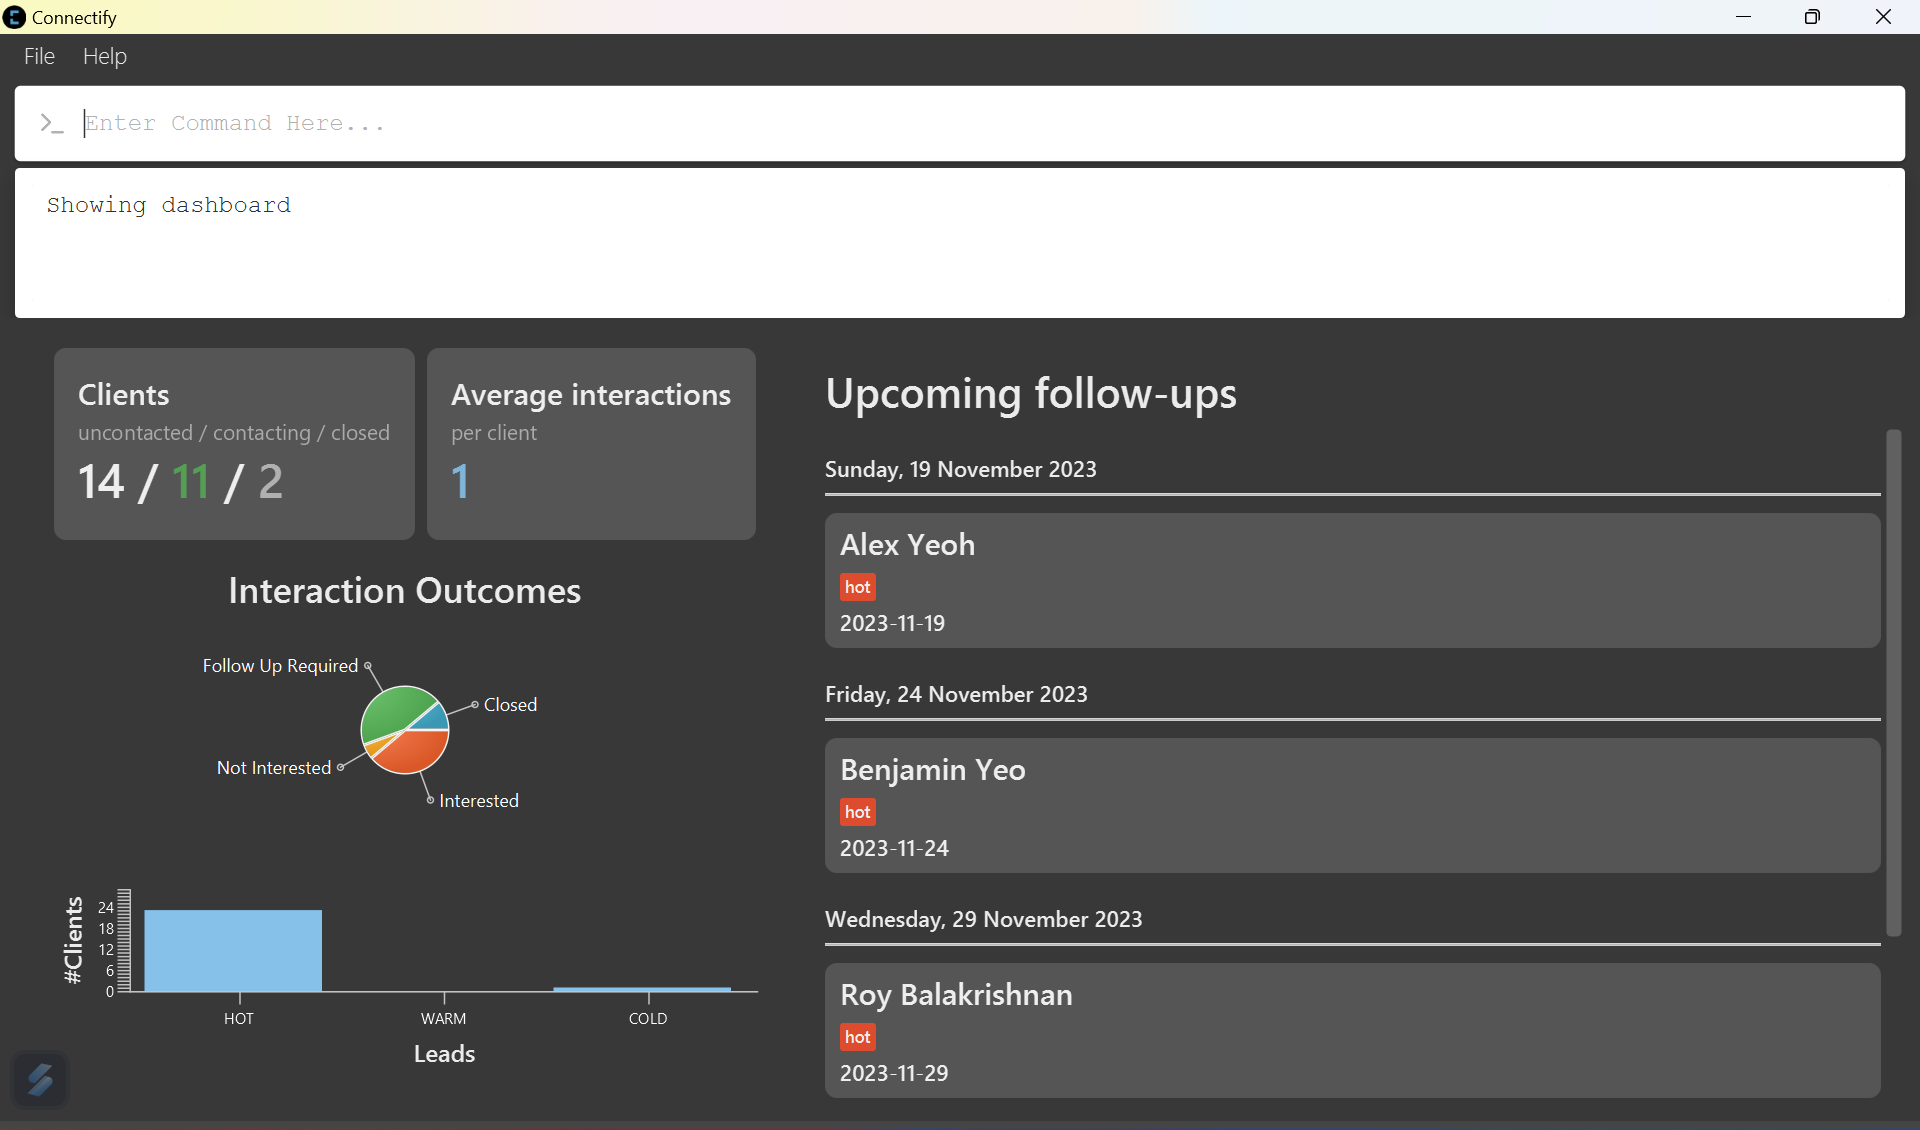 Connectify
File Help
Enter Command Here...
Showing dashboard
Clients
uncontacted / contacting / closed
14 / 11 / 2
Average interactions
per client
1
Interaction Outcomes
Follow Up Required
Closed
Not Interested
Interested
#Clients
24
18
12
6
0
HOT WARM COLD
Leads
Upcoming follow-ups
Sunday, 19 November 2023
Alex Yeoh
hot
2023-11-19
Friday, 24 November 2023
Benjamin Yeo
hot
2023-11-24
Wednesday, 29 November 2023
Roy Balakrishnan
hot
2023-11-29